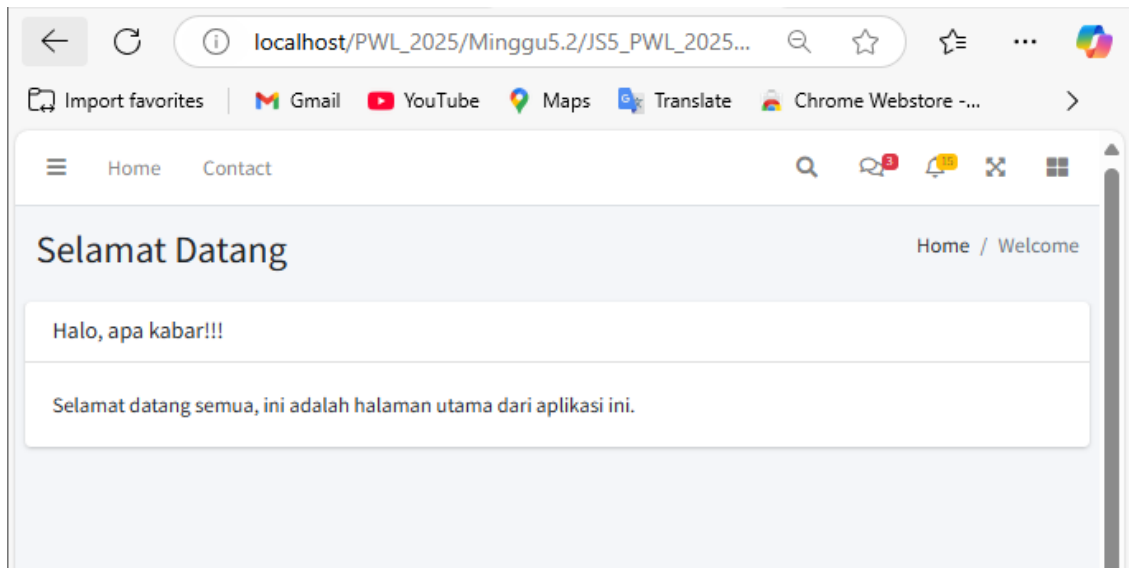 localhost/PWL_2025/Minggu5.2/JS5_PWL_2025...
Import favorites Gmail YouTube Maps Translate Chrome Webstore -...
Home Contact 3 15
Selamat Datang Home / Welcome
Halo, apa kabar!!!
Selamat datang semua, ini adalah halaman utama dari aplikasi ini.